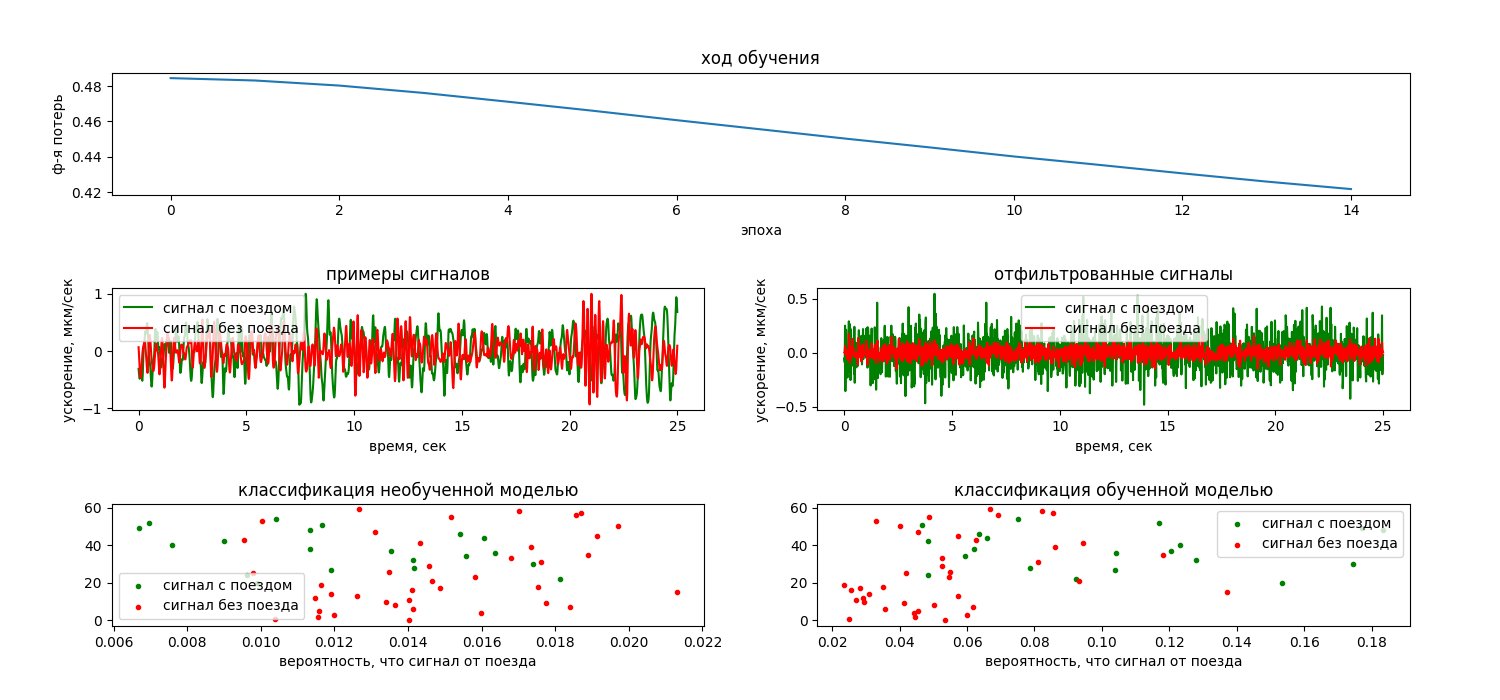 ход обучения
ф-я потерь
0.48
0.46
0.44
0.42
0 2 4 6 8 10 12 14
эпоха
примеры сигналов
ускорение, мкм/сек
1
0
−1
сигнал с поездом
сигнал без поезда
0 5 10 15 20 25
время, сек
отфильтрованные сигналы
ускорение, мкм/сек
0.5
0.0
−0.5
сигнал с поездом
сигнал без поезда
0 5 10 15 20 25
время, сек
классификация необученной моделью
60
40
20
0
сигнал с поездом
сигнал без поезда
0.006 0.008 0.010 0.012 0.014 0.016 0.018 0.020 0.022
вероятность, что сигнал от поезда
классификация обученной моделью
60
40
20
0
сигнал с поездом
сигнал без поезда
0.02 0.04 0.06 0.08 0.10 0.12 0.14 0.16 0.18
вероятность, что сигнал от поезда